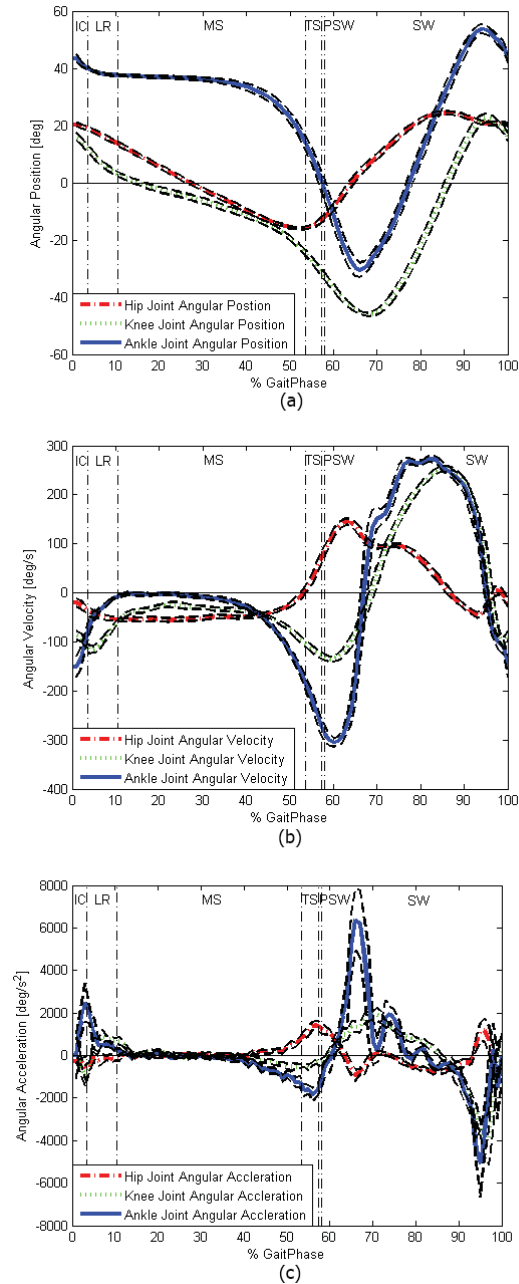 IC LR MS TS PSW SW
60
40
20
0
-20
-40
-60
Angular Position [deg]
Hip Joint Angular Postion
Knee Joint Angular Position
Ankle Joint Angular Position
0 10 20 30 40 50 60 70 80 90 100
% GaitPhase
(a)
300
200
100
0
-100
-200
-300
-400
IC LR MS TS PSW SW
Angular Velocity [deg/s]
Hip Joint Angular Velocity
Knee Joint Angular Velocity
Ankle Joint Angular Velocity
0 10 20 30 40 50 60 70 80 90 100
% GaitPhase
(b)
8000
6000
4000
2000
0
-2000
-4000
-6000
-8000
IC LR MS TS PSW SW
Angular Acceleration [deg/s²]
Hip Joint Angular Accleration
Knee Joint Angular Acceleration
Ankle Joint Angular Acceleration
0 10 20 30 40 50 60 70 80 90 100
% GaitPhase
(c)